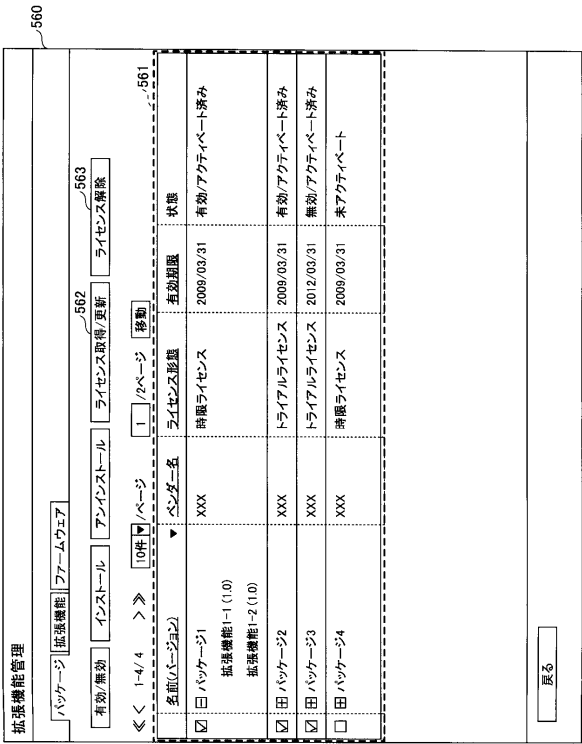 560
拡張機能管理
パッケージ 拡張機能 ファームウェア
有効/無効 インストール アンインストール ライセンス取得/更新 ライセンス解除
562
563
≪ < 1-4/4 > ≫ 10件▼/ページ 1 /2ページ 移動
561
名前(バージョン) ▼ ベンダー名 ライセンス形態 有効期限 状態
☑ ⊟ パッケージ1 XXX 時限ライセンス 2009/03/31 有効/アクティベート済み
拡張機能1-1 (1.0)
拡張機能1-2 (1.0)
☑ ⊞ パッケージ2 XXX トライアルライセンス 2009/03/31 有効/アクティベート済み
☑ ⊞ パッケージ3 XXX トライアルライセンス 2012/03/31 無効/アクティベート済み
☐ ⊞ パッケージ4 XXX 時限ライセンス 2009/03/31 未アクティベート
戻る